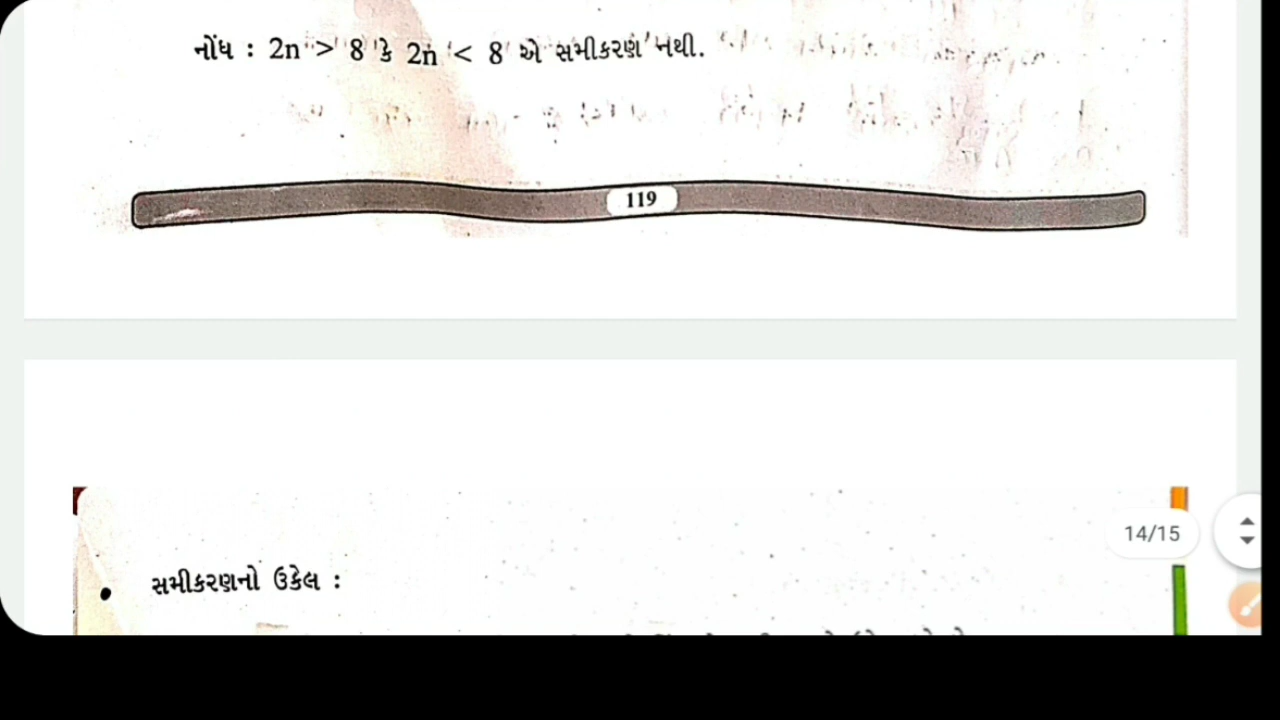 નોંધ : 2n > 8 કે 2n < 8 એ સમીકરણ નથી.
119
14/15
સમીકરણનો ઉકેલ :